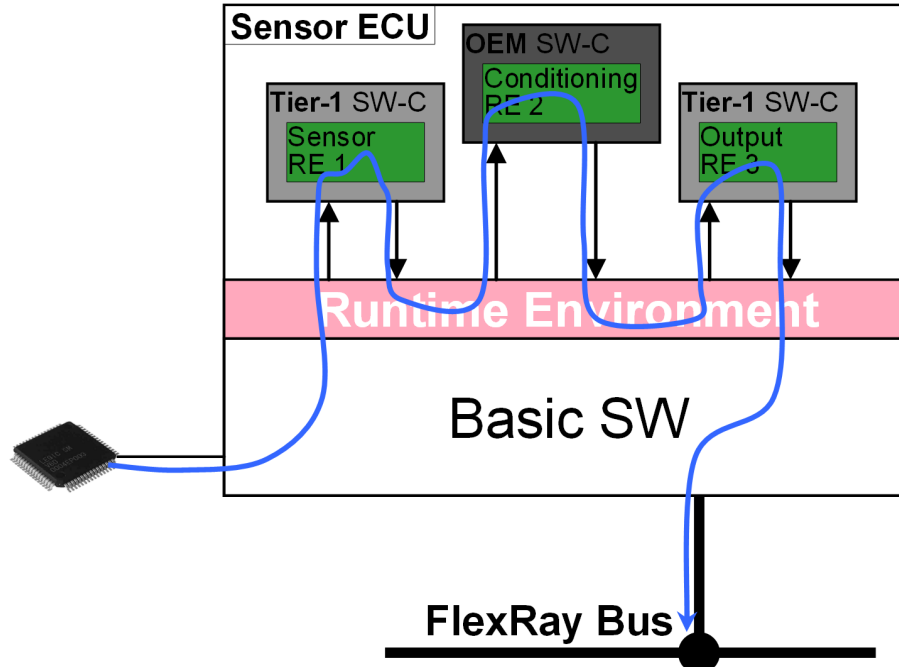 Sensor ECU
OEM SW-C
Conditioning
RE 2
Tier-1 SW-C
Sensor
RE 1
Tier-1 SW-C
Output
RE 3
Runtime Environment
Basic SW
FlexRay Bus